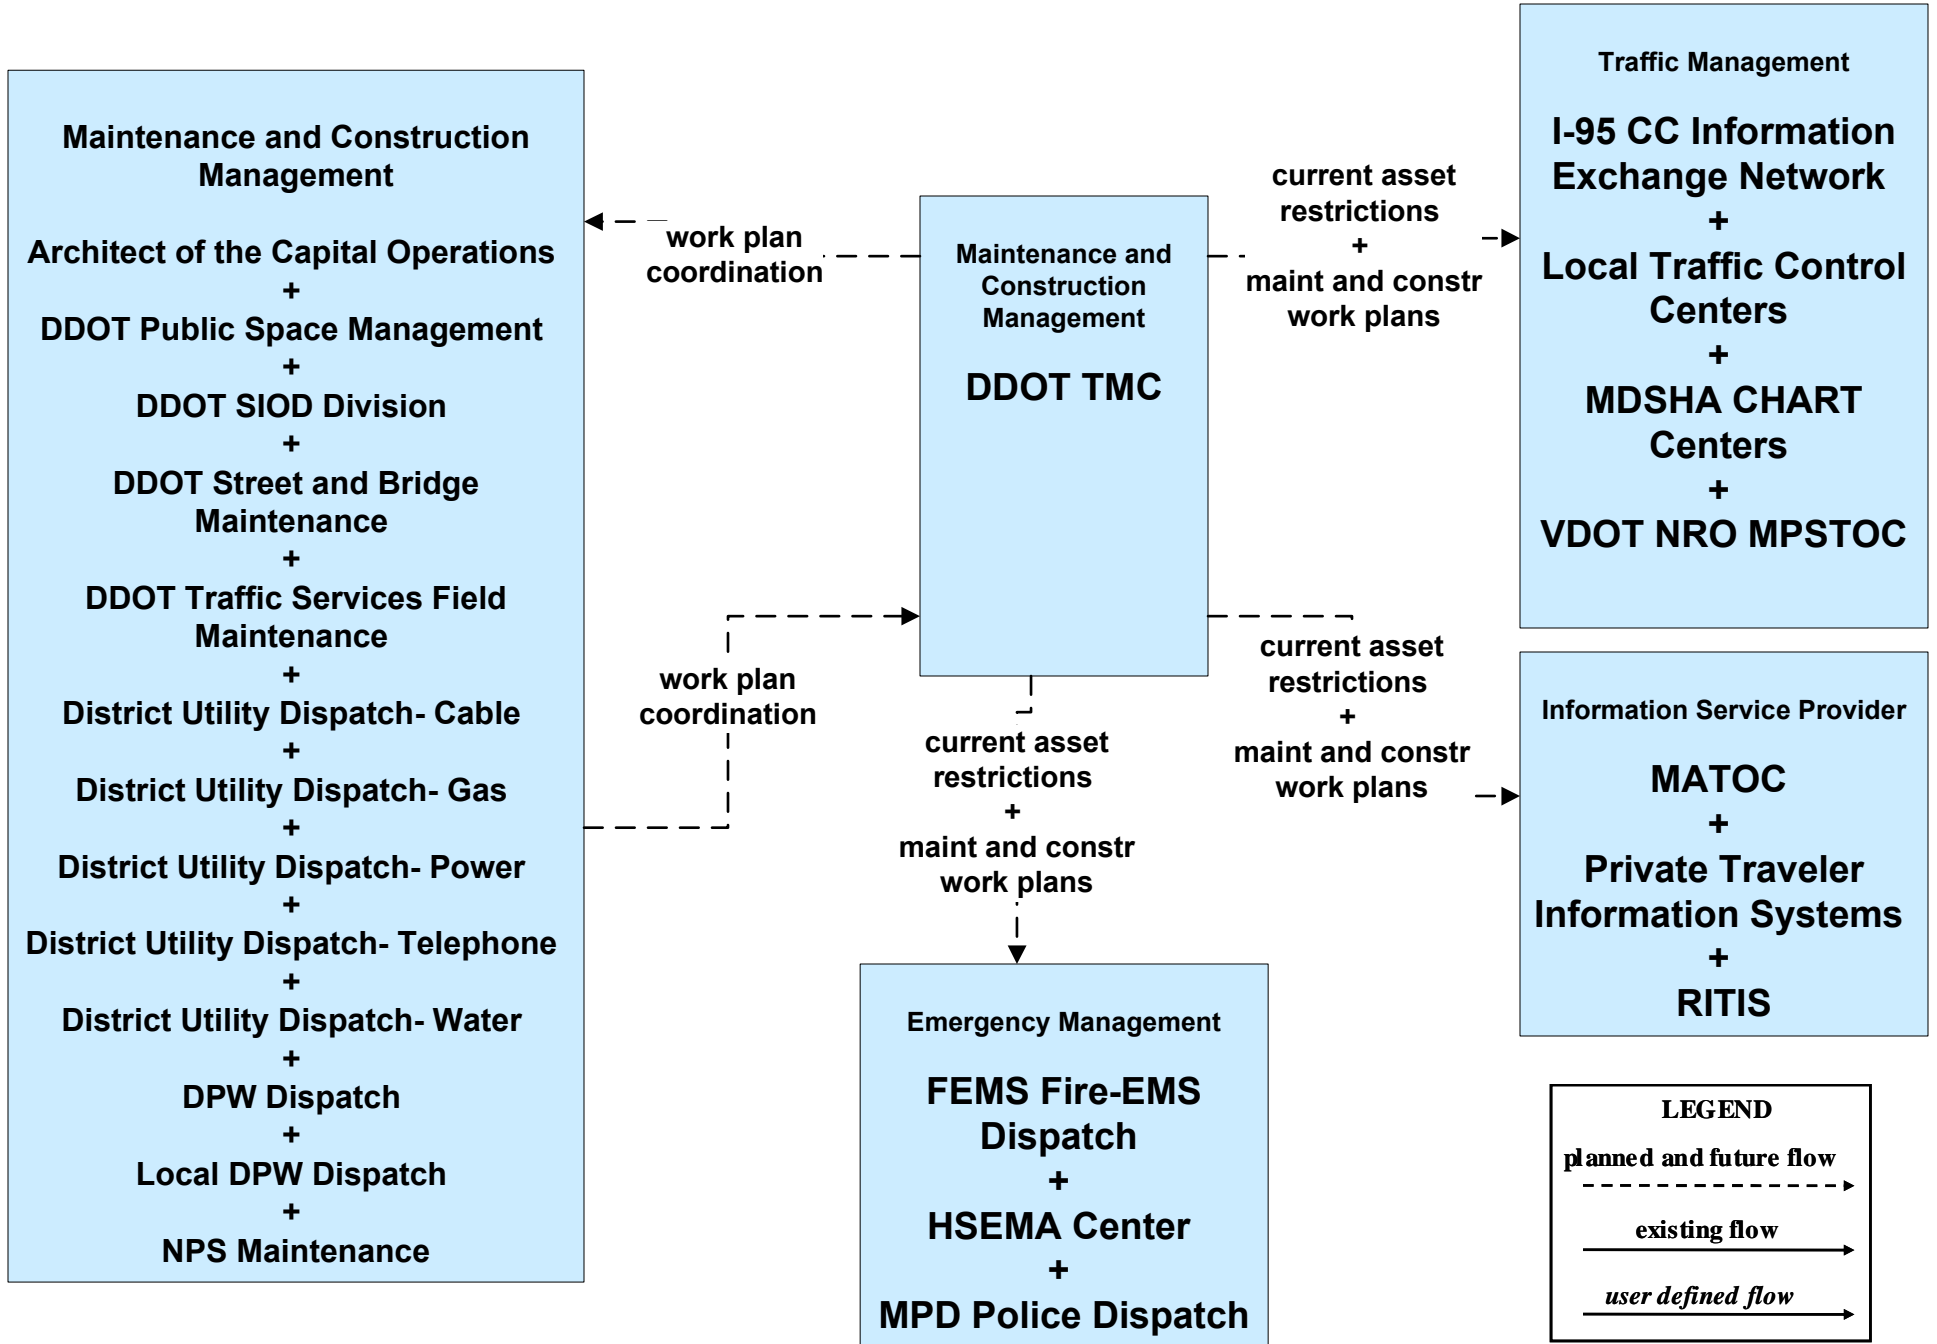 Maintenance and Construction
Management
Architect of the Capital Operations
+
DDOT Public Space Management
+
DDOT SIOD Division
+
DDOT Street and Bridge
Maintenance
+
DDOT Traffic Services Field
Maintenance
+
District Utility Dispatch- Cable
+
District Utility Dispatch- Gas
+
District Utility Dispatch- Power
+
District Utility Dispatch- Telephone
+
District Utility Dispatch- Water
+
DPW Dispatch
+
Local DPW Dispatch
+
NPS Maintenance
work plan
coordination
work plan
coordination
Maintenance and
Construction
Management
DDOT TMC
current asset
restrictions
+
maint and constr
work plans
current asset
restrictions
+
maint and constr
work plans
current asset
restrictions
+
maint and constr
work plans
Traffic Management
I-95 CC Information
Exchange Network
+
Local Traffic Control
Centers
+
MDSHA CHART
Centers
+
VDOT NRO MPSTOC
Information Service Provider
MATOC
+
Private Traveler
Information Systems
+
RITIS
Emergency Management
FEMS Fire-EMS
Dispatch
+
HSEMA Center
+
MPD Police Dispatch
LEGEND
planned and future flow
existing flow
user defined flow